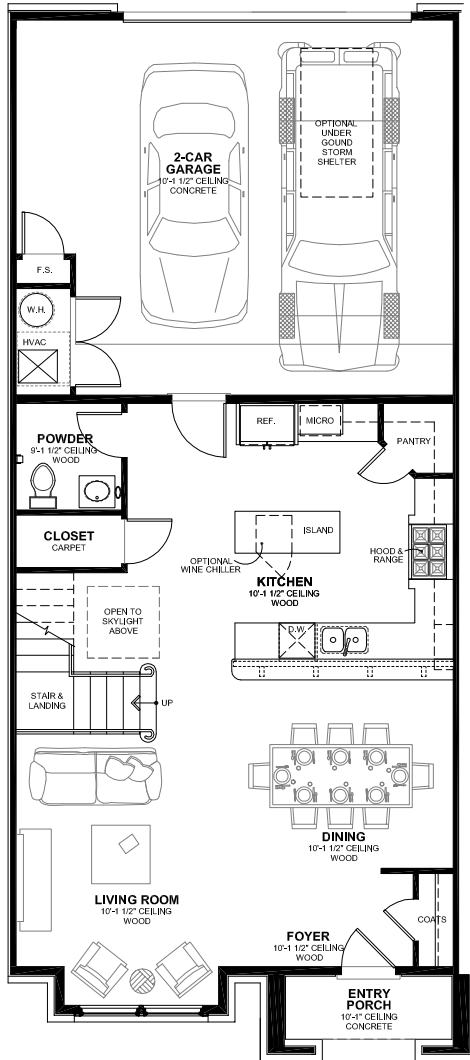 OPTIONAL
UNDER
GOUND
STORM
SHELTER
2-CAR
GARAGE
10'-1 1/2" CEILING
CONCRETE
F.S.
W.H.
HVAC
REF.
MICRO
PANTRY
POWDER
9'-1 1/2" CEILING
WOOD
CLOSET
CARPET
ISLAND
HOOD &
RANGE
OPTIONAL
WINE CHILLER
KITCHEN
10'-1 1/2" CEILING
WOOD
OPEN TO
SKYLIGHT
ABOVE
D.W.
STAIR &
LANDING
UP
DINING
10'-1 1/2" CEILING
WOOD
LIVING ROOM
10'-1 1/2" CEILING
WOOD
COATS
FOYER
10'-1 1/2" CEILING
WOOD
ENTRY
PORCH
10'-1" CEILING
CONCRETE